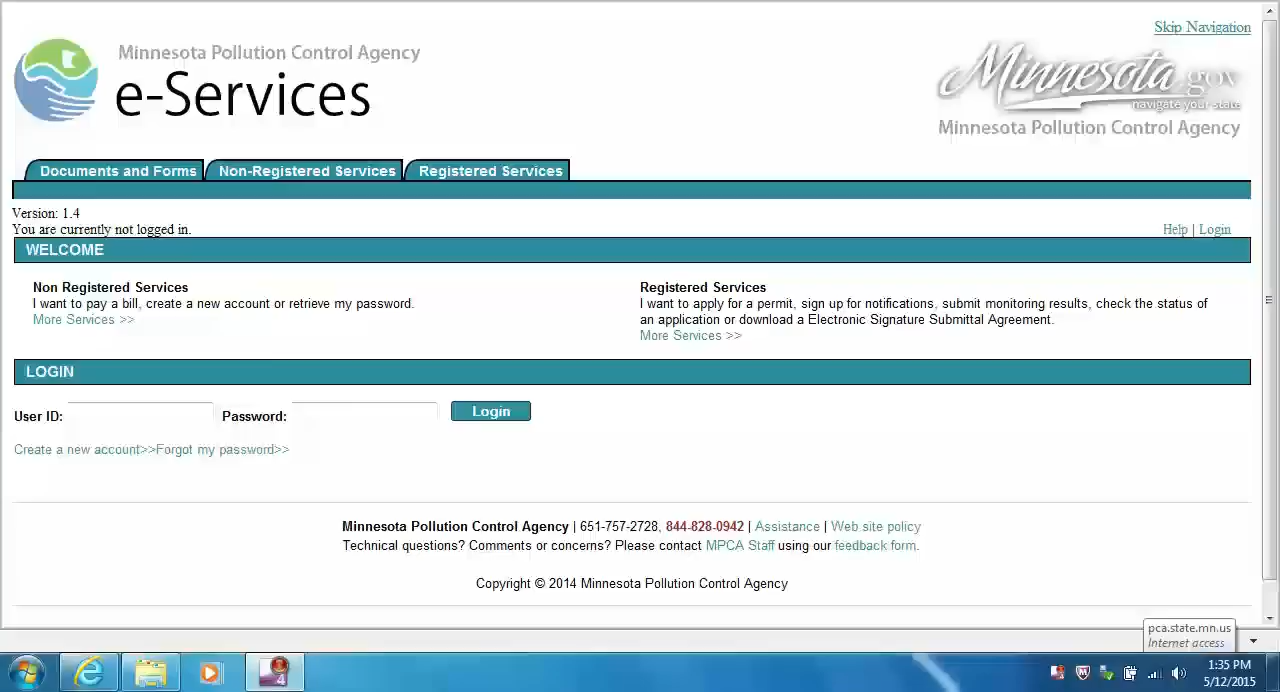 Skip Navigation
Minnesota Pollution Control Agency
e-Services
Minnesota.gov
navigate your state
Minnesota Pollution Control Agency
Documents and Forms Non-Registered Services Registered Services
Version: 1.4
You are currently not logged in.
Help | Login
WELCOME
Non Registered Services
I want to pay a bill, create a new account or retrieve my password.
More Services >>
Registered Services
I want to apply for a permit, sign up for notifications, submit monitoring results, check the status of
an application or download a Electronic Signature Submittal Agreement.
More Services >>
LOGIN
User ID: Password: Login
Create a new account>>Forgot my password>>
Minnesota Pollution Control Agency | 651-757-2728, 844-828-0942 | Assistance | Web site policy
Technical questions? Comments or concerns? Please contact MPCA Staff using our feedback form.
Copyright © 2014 Minnesota Pollution Control Agency
pca.state.mn.us
Internet access
4
1:35 PM
5/12/2015